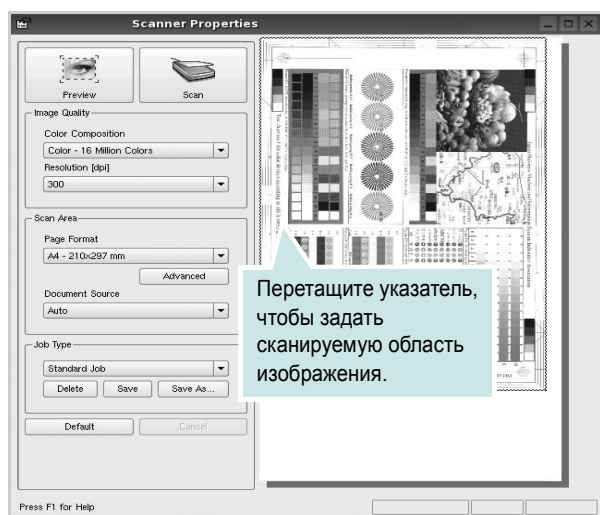 Scanner Properties
Preview
Scan
Image Quality
Color Composition
Color - 16 Million Colors
Resolution [dpi]
300
Scan Area
Page Format
A4 - 210x297 mm
Advanced
Document Source
Auto
Job Type
Standard Job
Delete
Save
Save As...
Default
Cancel
Перетащите указатель,
чтобы задать
сканируемую область
изображения.
Press F1 for Help